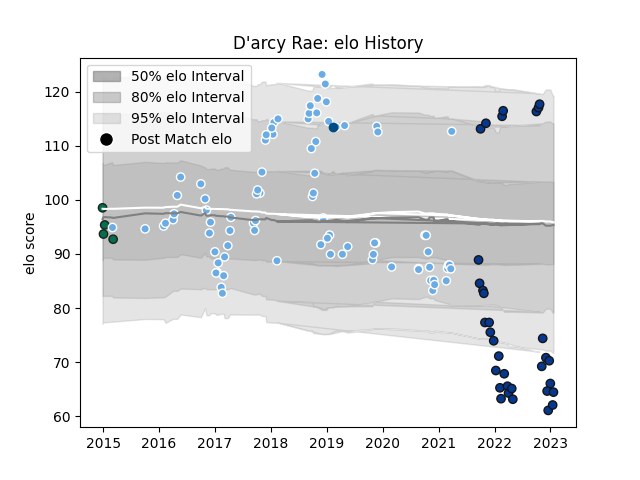 D'arcy Rae: elo History
50% elo Interval
80% elo Interval
95% elo Interval
Post Match elo
elo score
120
110
100
90
80
70
60
2015 2016 2017 2018 2019 2020 2021 2022 2023